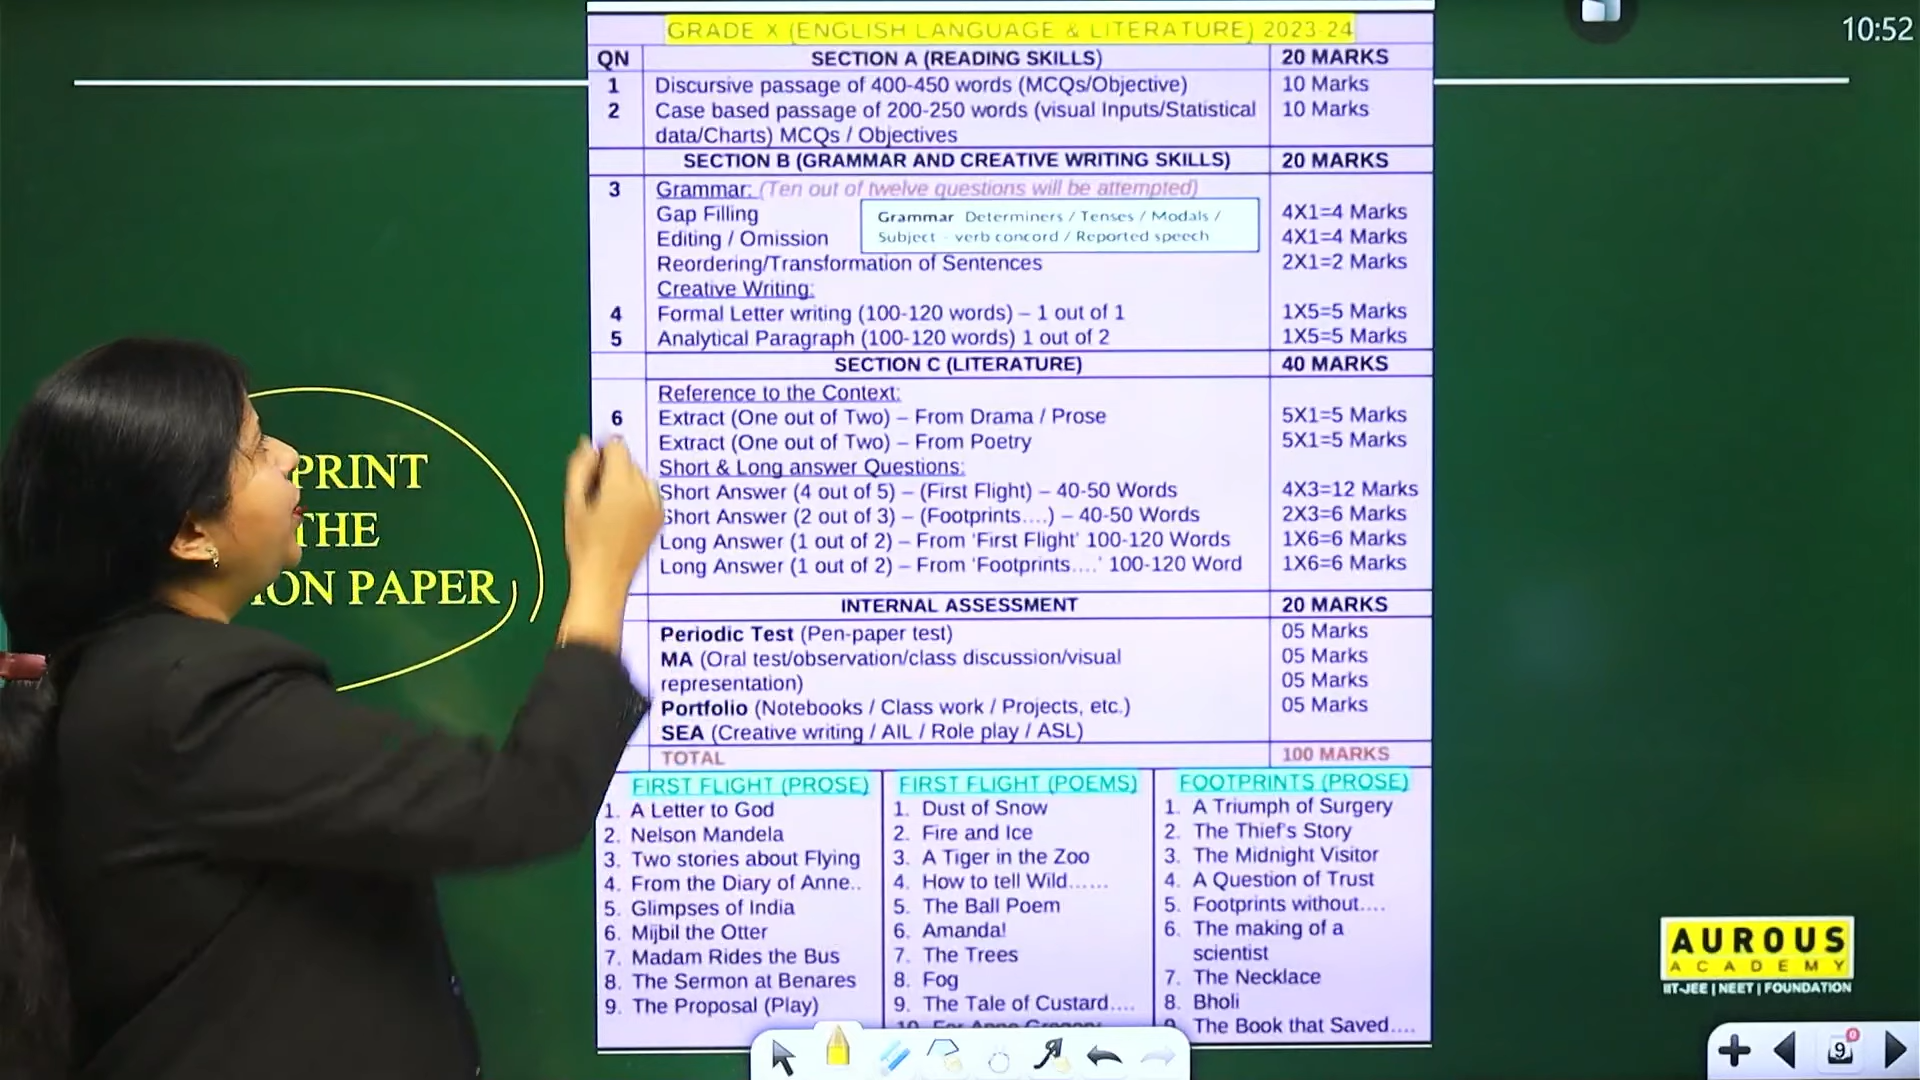 10:52
GRADE X (ENGLISH LANGUAGE & LITERATURE) 2023-24
QN SECTION A (READING SKILLS) 20 MARKS
1 Discursive passage of 400-450 words (MCQs/Objective) 10 Marks
2 Case based passage of 200-250 words (visual Inputs/Statistical 10 Marks
data/Charts) MCQs / Objectives
SECTION B (GRAMMAR AND CREATIVE WRITING SKILLS) 20 MARKS
3 Grammar: (Ten out of twelve questions will be attempted)
Gap Filling 4X1=4 Marks
Grammar Determiners / Tenses / Modals /
Subject - verb concord / Reported speech
Editing / Omission 4X1=4 Marks
Reordering/Transformation of Sentences 2X1=2 Marks
Creative Writing:
4 Formal Letter writing (100-120 words) – 1 out of 1 1X5=5 Marks
5 Analytical Paragraph (100-120 words) 1 out of 2 1X5=5 Marks
SECTION C (LITERATURE) 40 MARKS
Reference to the Context:
6 Extract (One out of Two) – From Drama / Prose 5X1=5 Marks
Extract (One out of Two) – From Poetry 5X1=5 Marks
Short & Long answer Questions:
Short Answer (4 out of 5) – (First Flight) – 40-50 Words 4X3=12 Marks
Short Answer (2 out of 3) – (Footprints....) – 40-50 Words 2X3=6 Marks
Long Answer (1 out of 2) – From 'First Flight' 100-120 Words 1X6=6 Marks
Long Answer (1 out of 2) – From 'Footprints....' 100-120 Word 1X6=6 Marks
INTERNAL ASSESSMENT 20 MARKS
Periodic Test (Pen-paper test) 05 Marks
MA (Oral test/observation/class discussion/visual 05 Marks
representation) 05 Marks
Portfolio (Notebooks / Class work / Projects, etc.) 05 Marks
SEA (Creative writing / AIL / Role play / ASL)
TOTAL 100 MARKS
FIRST FLIGHT (PROSE)
1. A Letter to God
2. Nelson Mandela
3. Two stories about Flying
4. From the Diary of Anne..
5. Glimpses of India
6. Mijbil the Otter
7. Madam Rides the Bus
8. The Sermon at Benares
9. The Proposal (Play)
FIRST FLIGHT (POEMS)
1. Dust of Snow
2. Fire and Ice
3. A Tiger in the Zoo
4. How to tell Wild......
5. The Ball Poem
6. Amanda!
7. The Trees
8. Fog
9. The Tale of Custard....
10. For Anne Gregory
FOOTPRINTS (PROSE)
1. A Triumph of Surgery
2. The Thief's Story
3. The Midnight Visitor
4. A Question of Trust
5. Footprints without....
6. The making of a
scientist
7. The Necklace
8. Bholi
9. The Book that Saved....
PRINT
THE
ION PAPER
AUROUS
ACADEMY
IIT-JEE | NEET | FOUNDATION
9
0